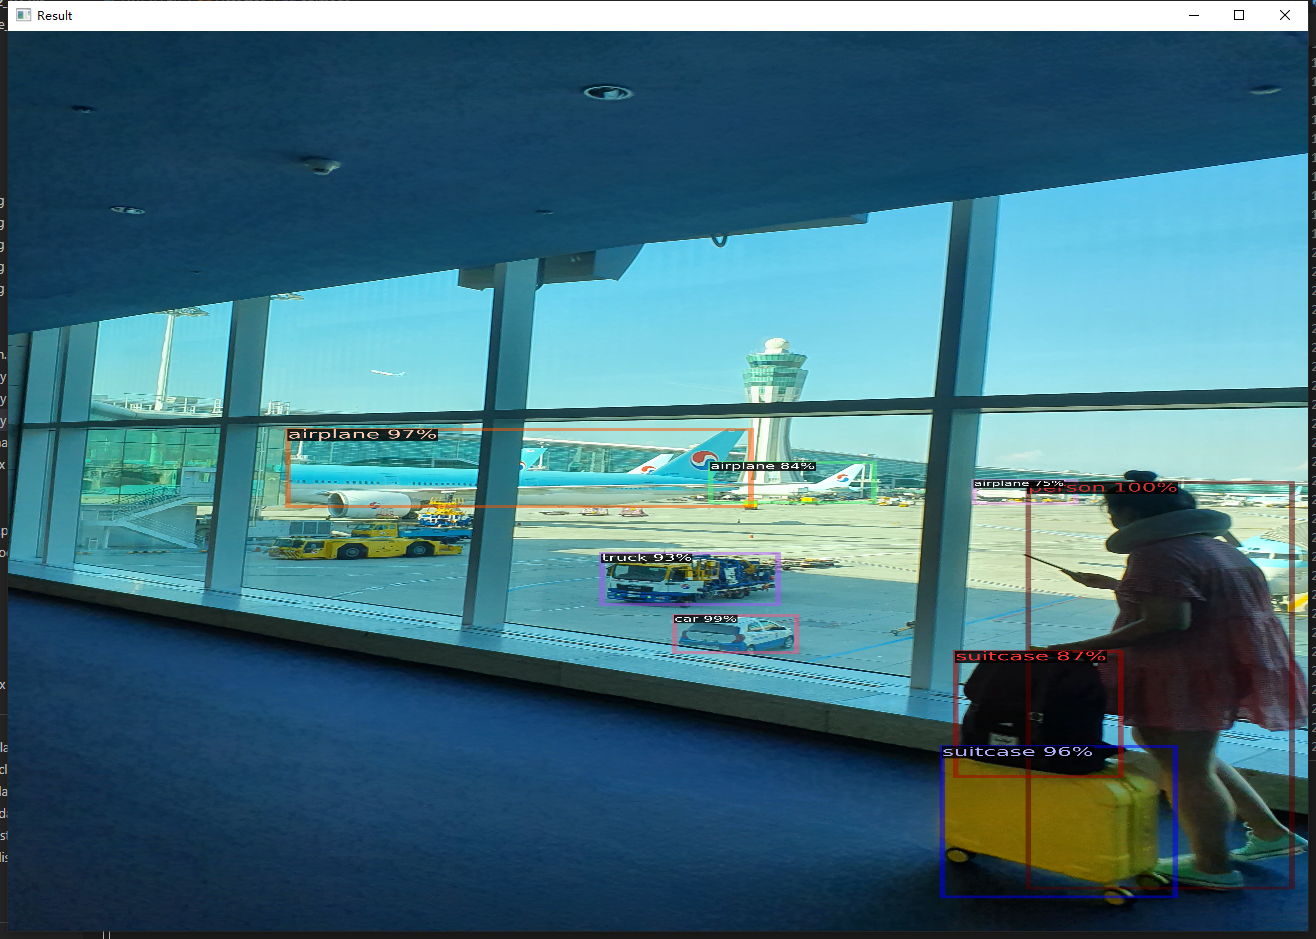 Result
airplane 97%
airplane 84%
airplane 75%
person 100%
truck 93%
car 99%
suitcase 87%
suitcase 96%